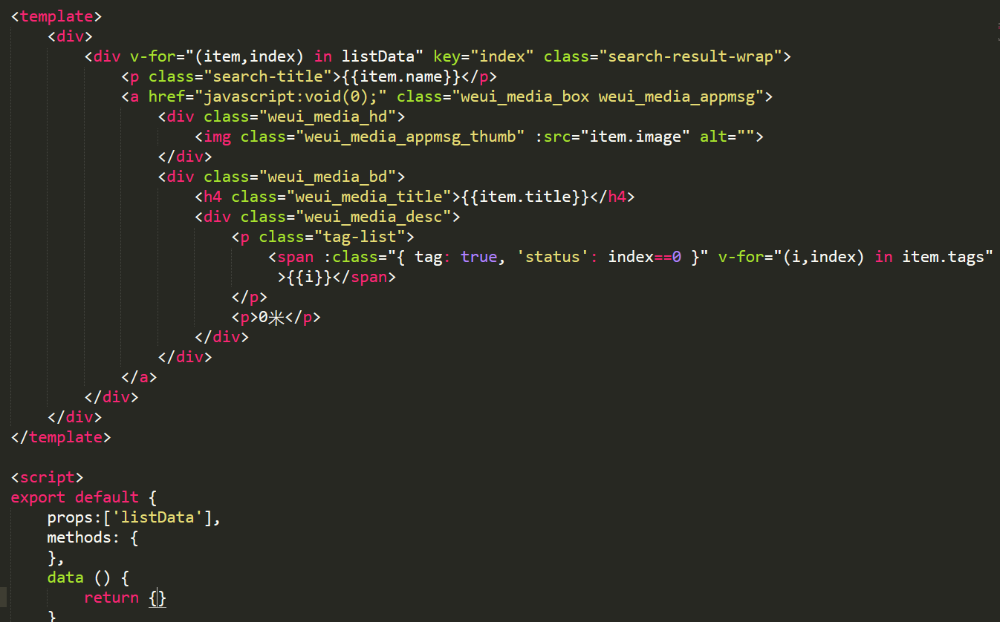 <template>
    <div>
        <div v-for="(item,index) in listData" key="index" class="search-result-wrap">
            <p class="search-title">{{item.name}}</p>
            <a href="javascript:void(0);" class="weui_media_box weui_media_appmsg">
                <div class="weui_media_hd">
                    <img class="weui_media_appmsg_thumb" :src="item.image" alt="">
                </div>
                <div class="weui_media_bd">
                    <h4 class="weui_media_title">{{item.title}}</h4>
                    <div class="weui_media_desc">
                        <p class="tag-list">
                            <span :class="{ tag: true, 'status': index==0 }" v-for="(i,index) in item.tags"
                             >{{i}}</span>
                        </p>
                        <p>0米</p>
                    </div>
                </div>
            </a>
        </div>
    </div>
</template>

<script>
export default {
    props:['listData'],
    methods: {
    },
    data () {
        return {}
    }